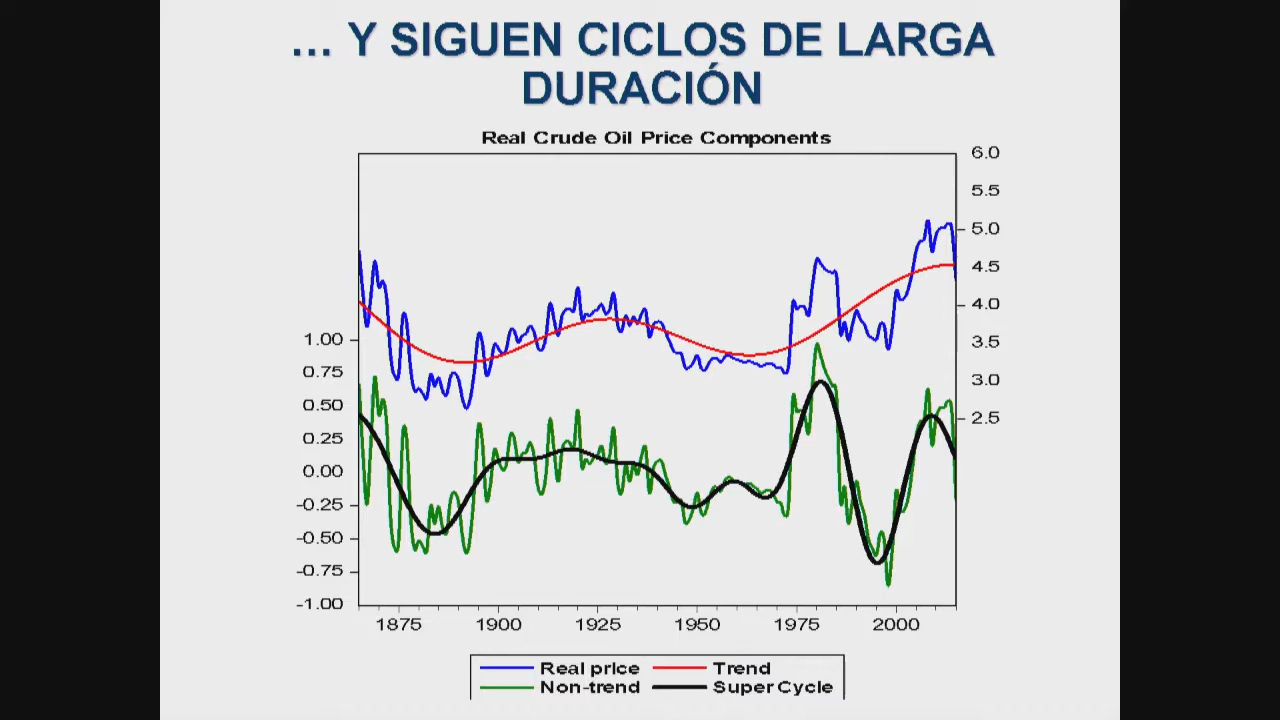 ... Y SIGUEN CICLOS DE LARGA
DURACIÓN
Real Crude Oil Price Components
6.0
5.5
5.0
4.5
4.0
3.5
3.0
2.5
1.00
0.75
0.50
0.25
0.00
-0.25
-0.50
-0.75
-1.00
1875 1900 1925 1950 1975 2000
Real price Trend
Non-trend Super Cycle